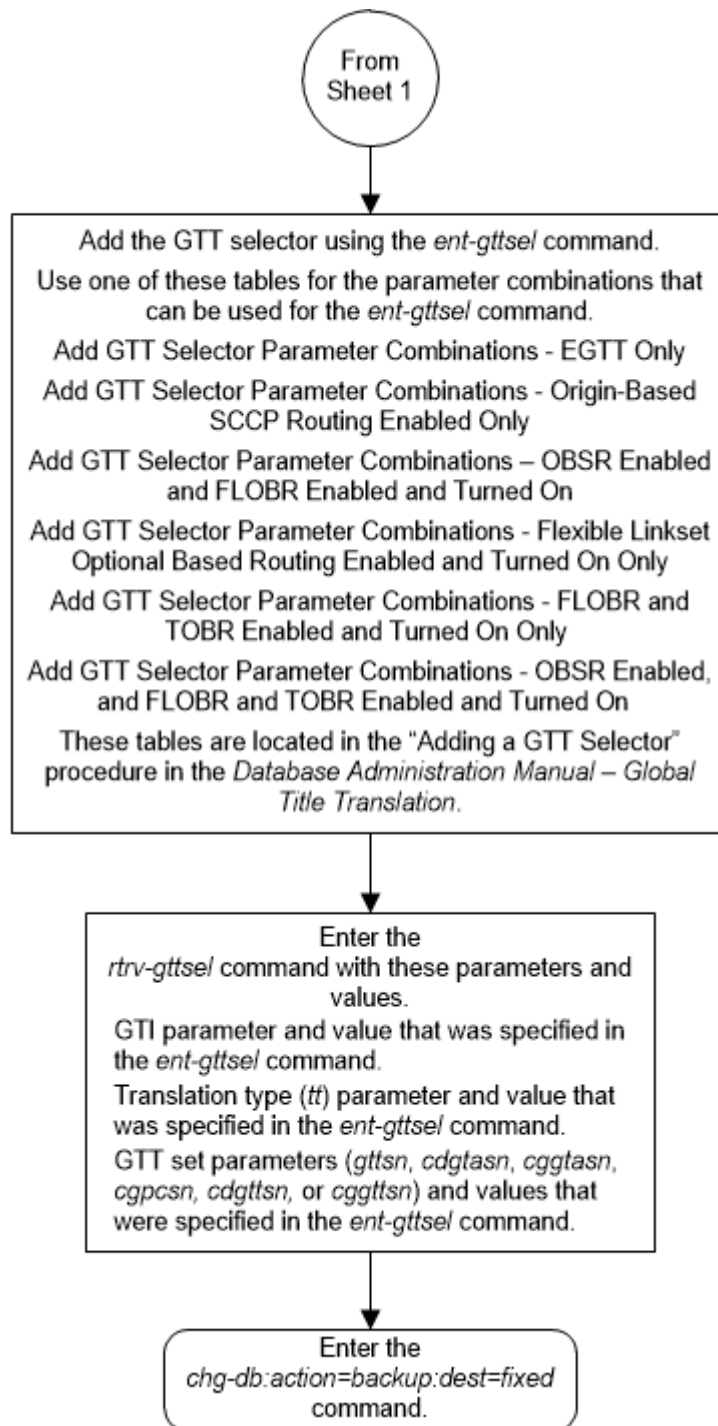 From
Sheet 1
Add the GTT selector using the ent-gttsel command.
Use one of these tables for the parameter combinations that
can be used for the ent-gttsel command.
Add GTT Selector Parameter Combinations - EGTT Only
Add GTT Selector Parameter Combinations - Origin-Based
SCCP Routing Enabled Only
Add GTT Selector Parameter Combinations – OBSR Enabled
and FLOBR Enabled and Turned On
Add GTT Selector Parameter Combinations - Flexible Linkset
Optional Based Routing Enabled and Turned On Only
Add GTT Selector Parameter Combinations - FLOBR and
TOBR Enabled and Turned On Only
Add GTT Selector Parameter Combinations - OBSR Enabled,
and FLOBR and TOBR Enabled and Turned On
These tables are located in the “Adding a GTT Selector”
procedure in the Database Administration Manual – Global
Title Translation.
Enter the
rtrv-gttsel command with these parameters and
values.
GTI parameter and value that was specified in
the ent-gttsel command.
Translation type (tt) parameter and value that
was specified in the ent-gttsel command.
GTT set parameters (gttsn, cdgtasn, cggtasn,
cgpcsn, cdgttsn, or cggttsn) and values that
were specified in the ent-gttsel command.
Enter the
chg-db:action=backup:dest=fixed
command.